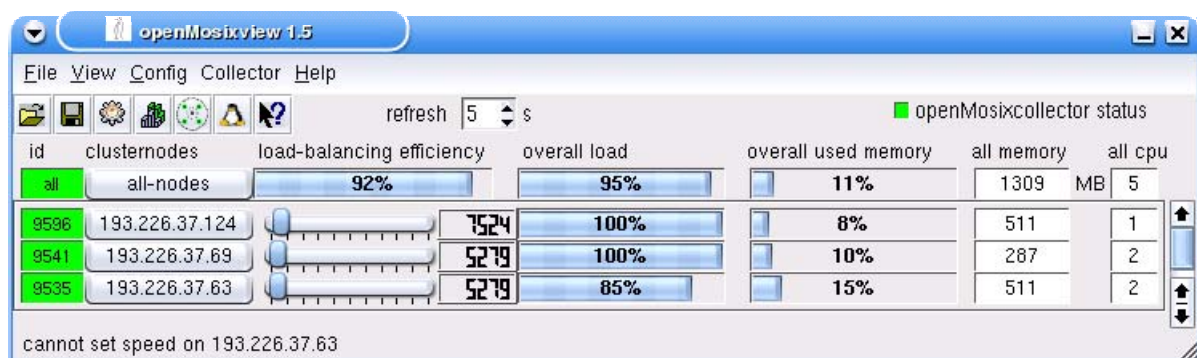 openMosixview 1.5
File View Config Collector Help
refresh 5 s openMosixcollector status
id clusternodes load-balancing efficiency overall load overall used memory all memory all cpu
all all-nodes 92% 95% 11% 1309 MB 5
9596 193.226.37.124 7524 100% 8% 511 1
9541 193.226.37.69 5279 100% 10% 287 2
9535 193.226.37.63 5279 85% 15% 511 2
cannot set speed on 193.226.37.63